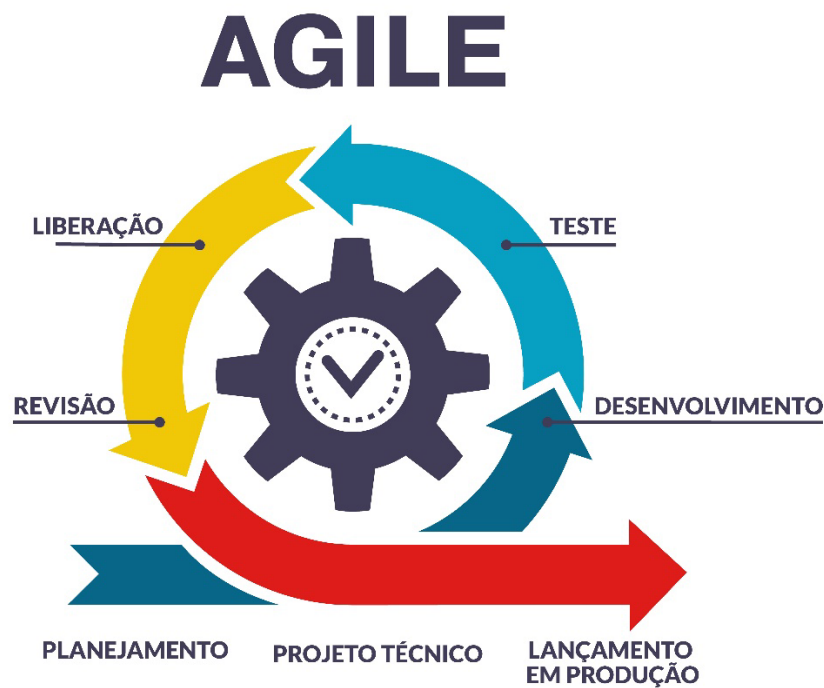 AGILE
LIBERAÇÃO
TESTE
REVISÃO
DESENVOLVIMENTO
PLANEJAMENTO
PROJETO TÉCNICO
LANÇAMENTO
EM PRODUÇÃO